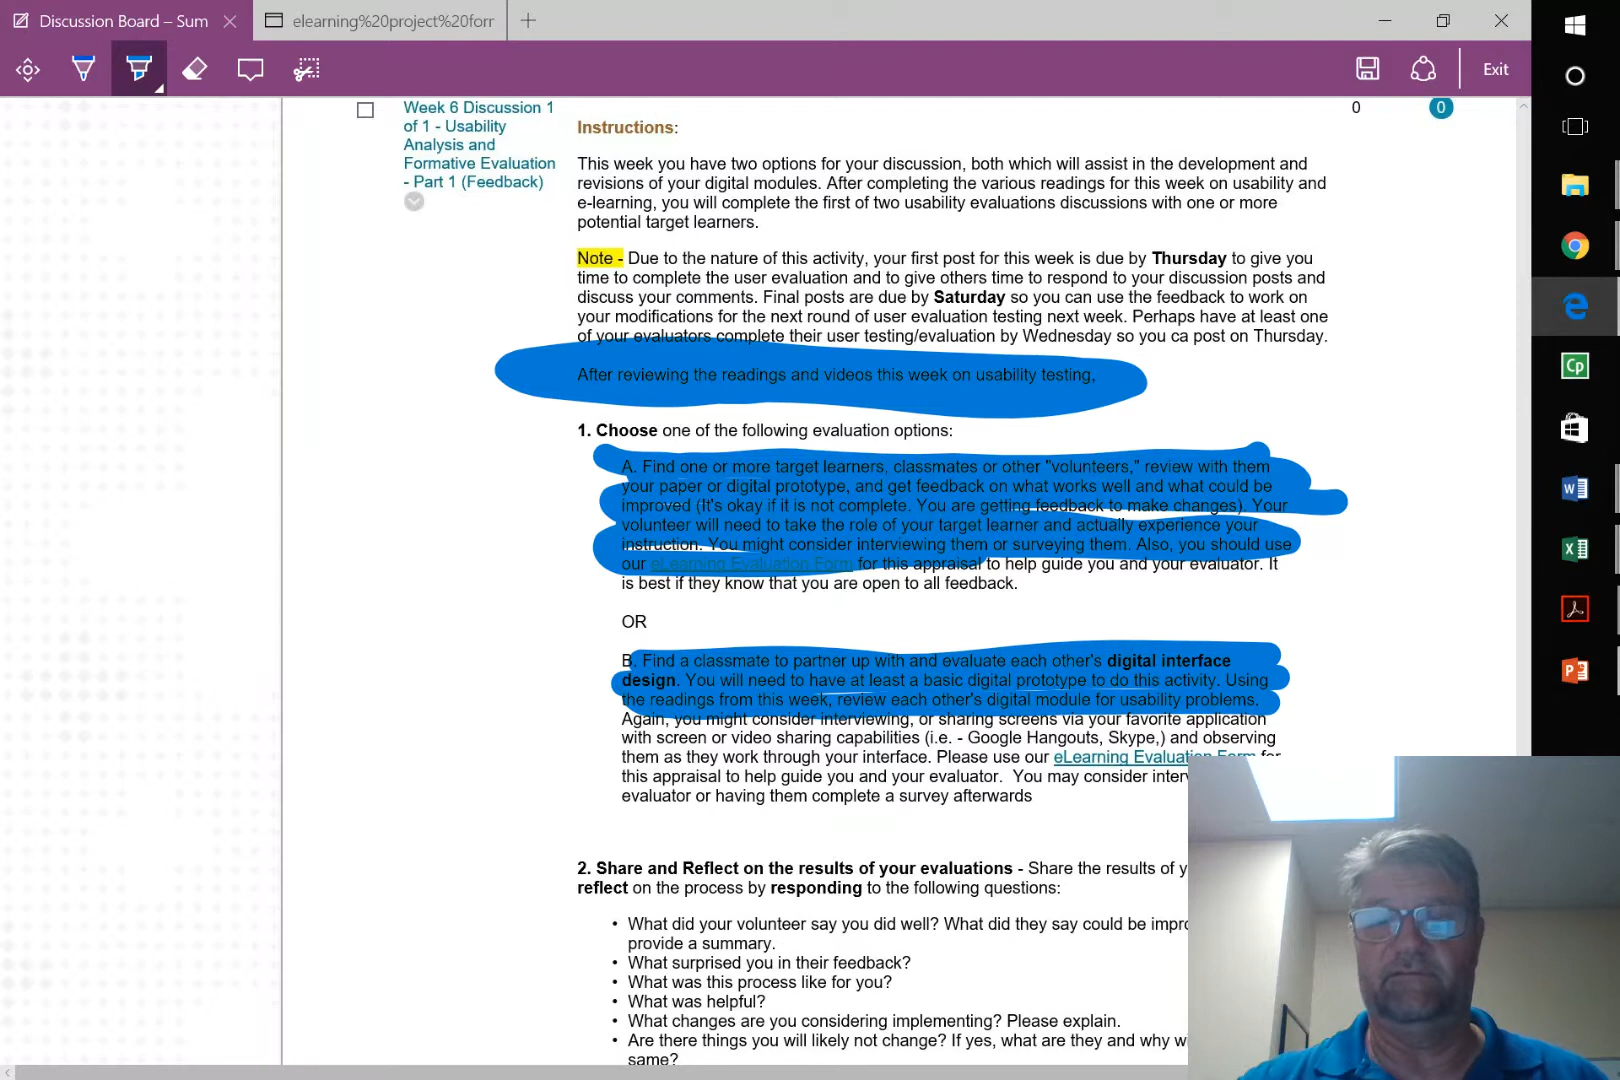 Discussion Board – Sum
elearning%20project%20forr
Exit
Week 6 Discussion 1
of 1 - Usability
Analysis and
Formative Evaluation
- Part 1 (Feedback)
0
0
Instructions:
This week you have two options for your discussion, both which will assist in the development and
revisions of your digital modules. After completing the various readings for this week on usability and
e-learning, you will complete the first of two usability evaluations discussions with one or more
potential target learners.
Note - Due to the nature of this activity, your first post for this week is due by Thursday to give you
time to complete the user evaluation and to give others time to respond to your discussion posts and
discuss your comments. Final posts are due by Saturday so you can use the feedback to work on
your modifications for the next round of user evaluation testing next week. Perhaps have at least one
of your evaluators complete their user testing/evaluation by Wednesday so you ca post on Thursday.
After reviewing the readings and videos this week on usability testing,
1. Choose one of the following evaluation options:
A. Find one or more target learners, classmates or other "volunteers," review with them
your paper or digital prototype, and get feedback on what works well and what could be
improved (It's okay if it is not complete. You are getting feedback to make changes). Your
volunteer will need to take the role of your target learner and actually experience your
instruction. You might consider interviewing them or surveying them. Also, you should use
our eLearning Evaluation Form for this appraisal to help guide you and your evaluator. It
is best if they know that you are open to all feedback.
OR
B. Find a classmate to partner up with and evaluate each other's digital interface
design. You will need to have at least a basic digital prototype to do this activity. Using
the readings from this week, review each other's digital module for usability problems.
Again, you might consider interviewing, or sharing screens via your favorite application
with screen or video sharing capabilities (i.e. - Google Hangouts, Skype,) and observing
them as they work through your interface. Please use our eLearning Evaluation Form for
this appraisal to help guide you and your evaluator. You may consider interv
evaluator or having them complete a survey afterwards
2. Share and Reflect on the results of your evaluations - Share the results of y
reflect on the process by responding to the following questions:
• What did your volunteer say you did well? What did they say could be impro
provide a summary.
• What surprised you in their feedback?
• What was this process like for you?
• What was helpful?
• What changes are you considering implementing? Please explain.
• Are there things you will likely not change? If yes, what are they and why wi
same?
Cp